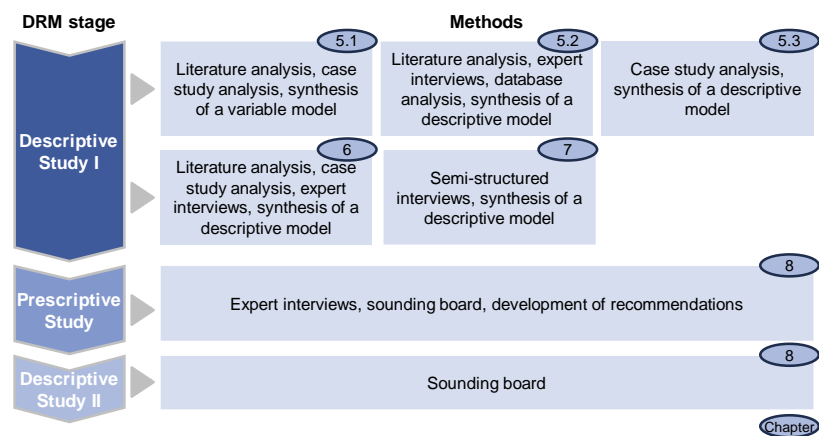 DRM stage
Methods
Descriptive
Study I
5.1
Literature analysis, case
study analysis, synthesis
of a variable model
5.2
Literature analysis, expert
interviews, database
analysis, synthesis of a
descriptive model
5.3
Case study analysis,
synthesis of a descriptive
model
6
Literature analysis, case
study analysis, expert
interviews, synthesis of a
descriptive model
7
Semi-structured
interviews, synthesis of a
descriptive model
Prescriptive
Study
8
Expert interviews, sounding board, development of recommendations
Descriptive
Study II
8
Sounding board
Chapter